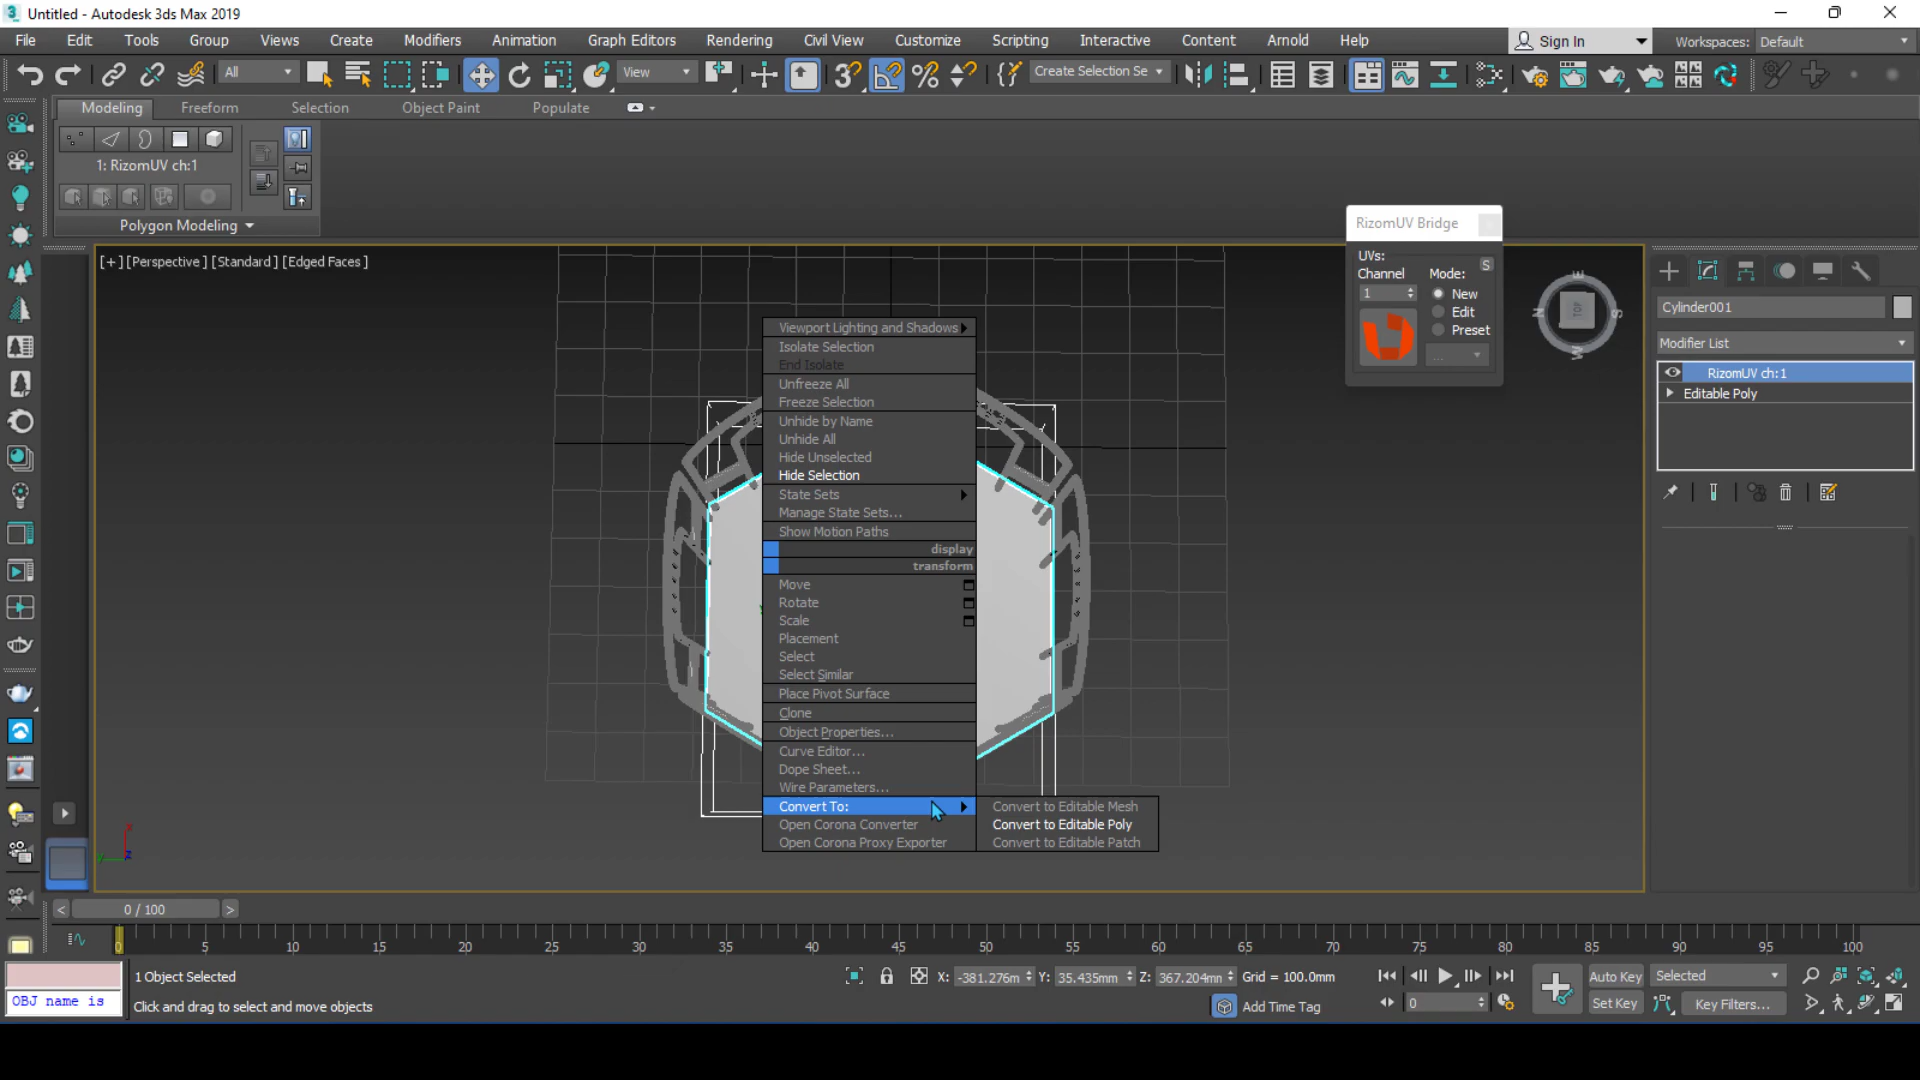 Untitled - Autodesk 3ds Max 2019
File Edit Tools Group Views Create Modifiers Animation Graph Editors Rendering Civil View Customize Scripting Interactive Content Arnold Help Sign In Workspaces: Default
All View Create Selection Se
Modeling Freeform Selection Object Paint Populate
1: RizomUV ch:1
Polygon Modeling
[+] [Perspective] [Standard] [Edged Faces]
RizomUV Bridge
UVs:
Channel Mode: S
1 New
Edit
Preset
...
E
N TOP S
W
Cylinder001
Modifier List
RizomUV ch:1
Editable Poly
Viewport Lighting and Shadows
Isolate Selection
End Isolate
Unfreeze All
Freeze Selection
Unhide by Name
Unhide All
Hide Unselected
Hide Selection
State Sets
Manage State Sets...
Show Motion Paths
display
transform
Move
Rotate
Scale
Placement
Select
Select Similar
Place Pivot Surface
Clone
Object Properties...
Curve Editor...
Dope Sheet...
Wire Parameters...
Convert To: Convert to Editable Mesh
Open Corona Converter Convert to Editable Poly
Open Corona Proxy Exporter Convert to Editable Patch
x
y z
< 0 / 100 >
0 5 10 15 20 25 30 35 40 45 50 55 60 65 70 75 80 85 90 95 100
1 Object Selected X: -381.276m Y: 35.435mm Z: 367.204mm Grid = 100.0mm Auto Key Selected
OBJ name is Click and drag to select and move objects Add Time Tag 0 Set Key Key Filters...